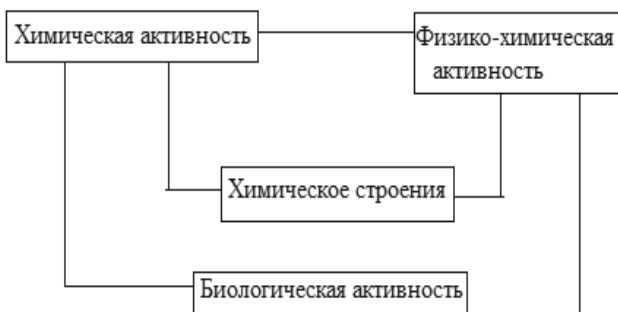 Химическая активность
Физико-химическая
активность
Химическое строения
Биологическая активность